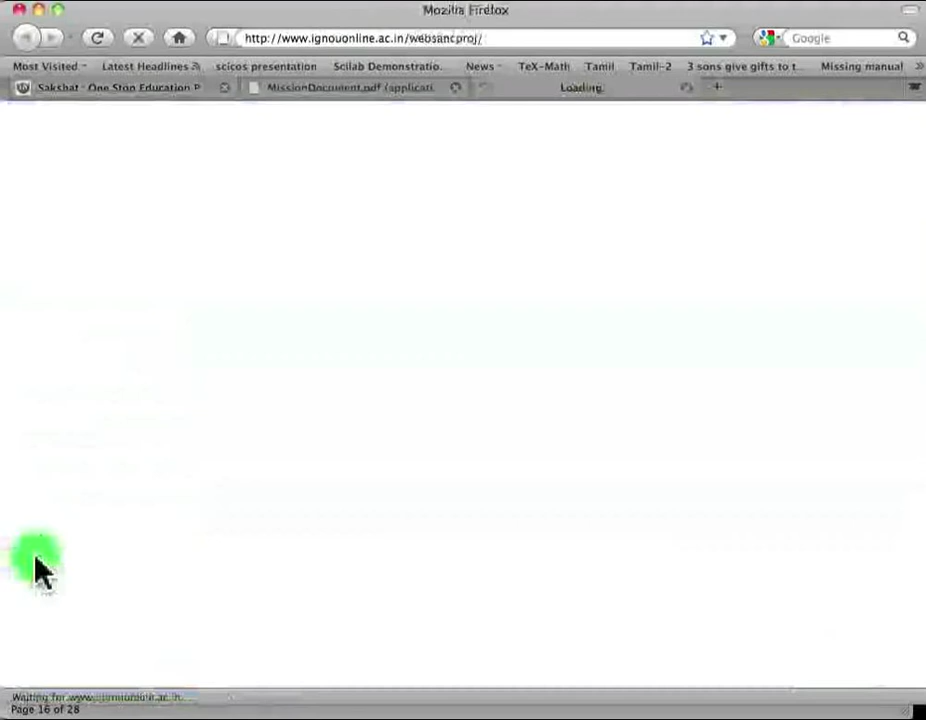 Mozilla Firefox
http://www.ignouonline.ac.in/websancproj/
Google
Most Visited Latest Headlines scicos presentation Scilab Demonstratio... News TeX-Math Tamil Tamil-2 3 sons give gifts to t... Missing manual »
Sakshat - One Stop Education P MissionDocument.pdf (applicati... Loading... +
Waiting for www.ignouonline.ac.in...
Page 16 of 28